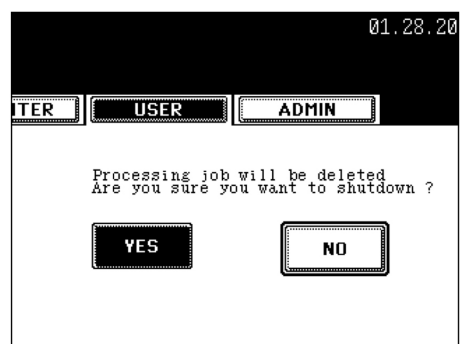 01.28.20
NTER USER ADMIN
Processing job will be deleted
Are you sure you want to shutdown ?
YES NO